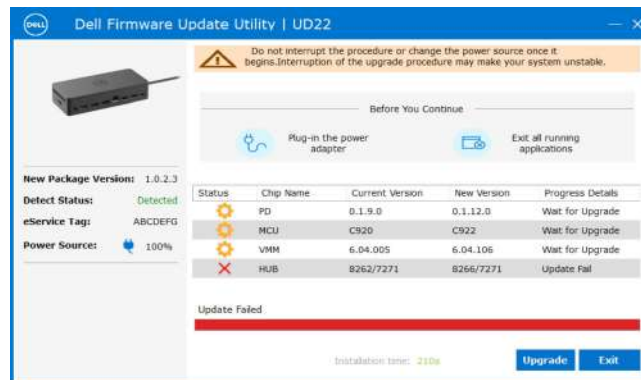 DELL Dell Firmware Update Utility | UD22
Do not interrupt the procedure or change the power source once it
begins.Interruption of the upgrade procedure may make your system unstable.
Before You Continue
Plug-in the power
adapter
Exit all running
applications
New Package Version: 1.0.2.3
Detect Status: Detected
eService Tag: ABCDEFG
Power Source: 100%
Status Chip Name Current Version New Version Progress Details
PD 0.1.9.0 0.1.12.0 Wait for Upgrade
MCU C920 C922 Wait for Upgrade
VMM 6.04.005 6.04.106 Wait for Upgrade
HUB 8262/7271 8266/7271 Update Fail
Update Failed
Installation time: 210s
Upgrade Exit